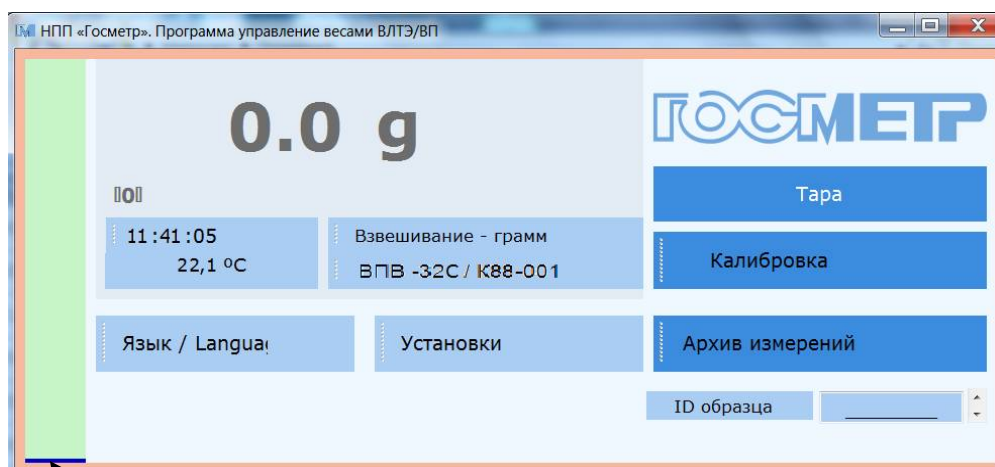 НПП «Госметр». Программа управление весами ВЛТЭ/ВП
0.0 g
ГОСМЕТР
Тара
11:41:05
22,1 ºC
Взвешивание - грамм
ВПВ -32С / К88-001
Калибровка
Язык / Langua
Установки
Архив измерений
ID образца